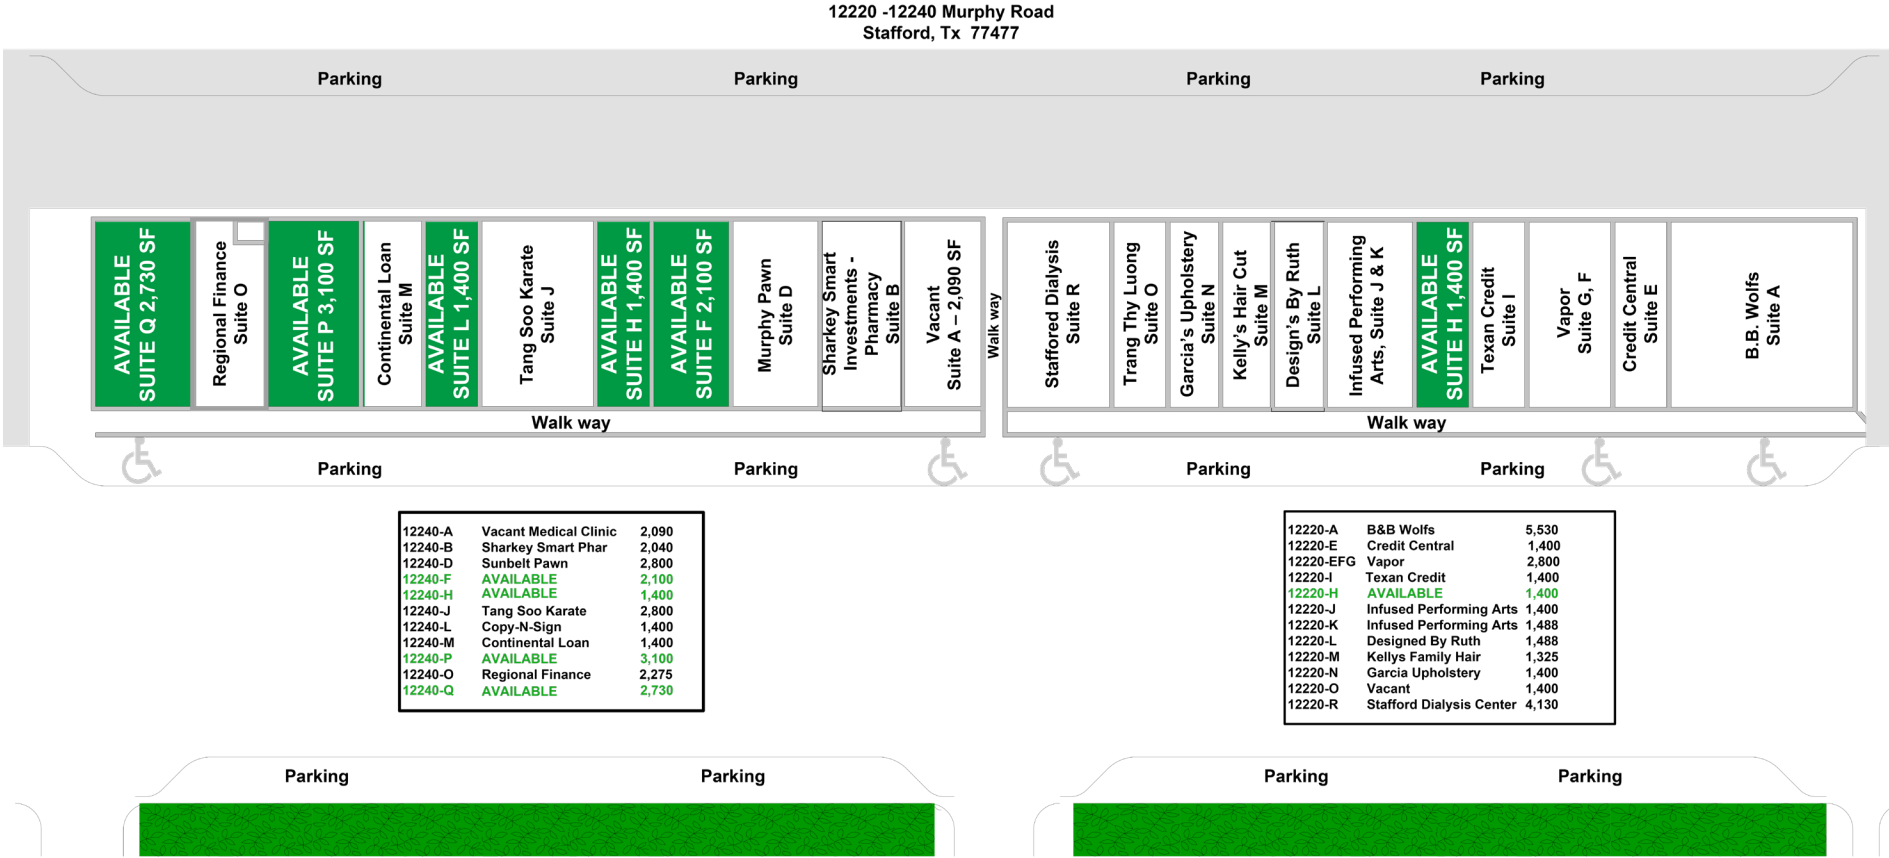 12220 -12240 Murphy Road
Stafford, Tx  77477
Parking
Parking
Parking
Parking
AVAILABLE
SUITE Q 2,730 SF
Regional Finance
Suite O
AVAILABLE
SUITE P 3,100 SF
Continental Loan
Suite M
AVAILABLE
SUITE L 1,400 SF
Tang Soo Karate
Suite J
AVAILABLE
SUITE H 1,400 SF
AVAILABLE
SUITE F 2,100 SF
Murphy Pawn
Suite D
Sharkey Smart
Investments -
Pharmacy
Suite B
Vacant
Suite A – 2,090 SF
Walk way
Staffored Dialysis
Suite R
Trang Thy Luong
Suite O
Garcia's Upholstery
Suite N
Kelly's Hair Cut
Suite M
Design's By Ruth
Suite L
Infused Performing
Arts, Suite J & K
AVAILABLE
SUITE H 1,400 SF
Texan Credit
Suite I
Vapor
Suite G, F
Credit Central
Suite E
B.B. Wolfs
Suite A
Walk way
Walk way
Parking
Parking
Parking
Parking
12240-A Vacant Medical Clinic 2,090
12240-B Sharkey Smart Phar 2,040
12240-D Sunbelt Pawn 2,800
12240-F AVAILABLE 2,100
12240-H AVAILABLE 1,400
12240-J Tang Soo Karate 2,800
12240-L Copy-N-Sign 1,400
12240-M Continental Loan 1,400
12240-P AVAILABLE 3,100
12240-O Regional Finance 2,275
12240-Q AVAILABLE 2,730
12220-A B&B Wolfs 5,530
12220-E Credit Central 1,400
12220-EFG Vapor 2,800
12220-I Texan Credit 1,400
12220-H AVAILABLE 1,400
12220-J Infused Performing Arts 1,400
12220-K Infused Performing Arts 1,488
12220-L Designed By Ruth 1,488
12220-M Kellys Family Hair 1,325
12220-N Garcia Upholstery 1,400
12220-O Vacant 1,400
12220-R Stafford Dialysis Center 4,130
Parking
Parking
Parking
Parking